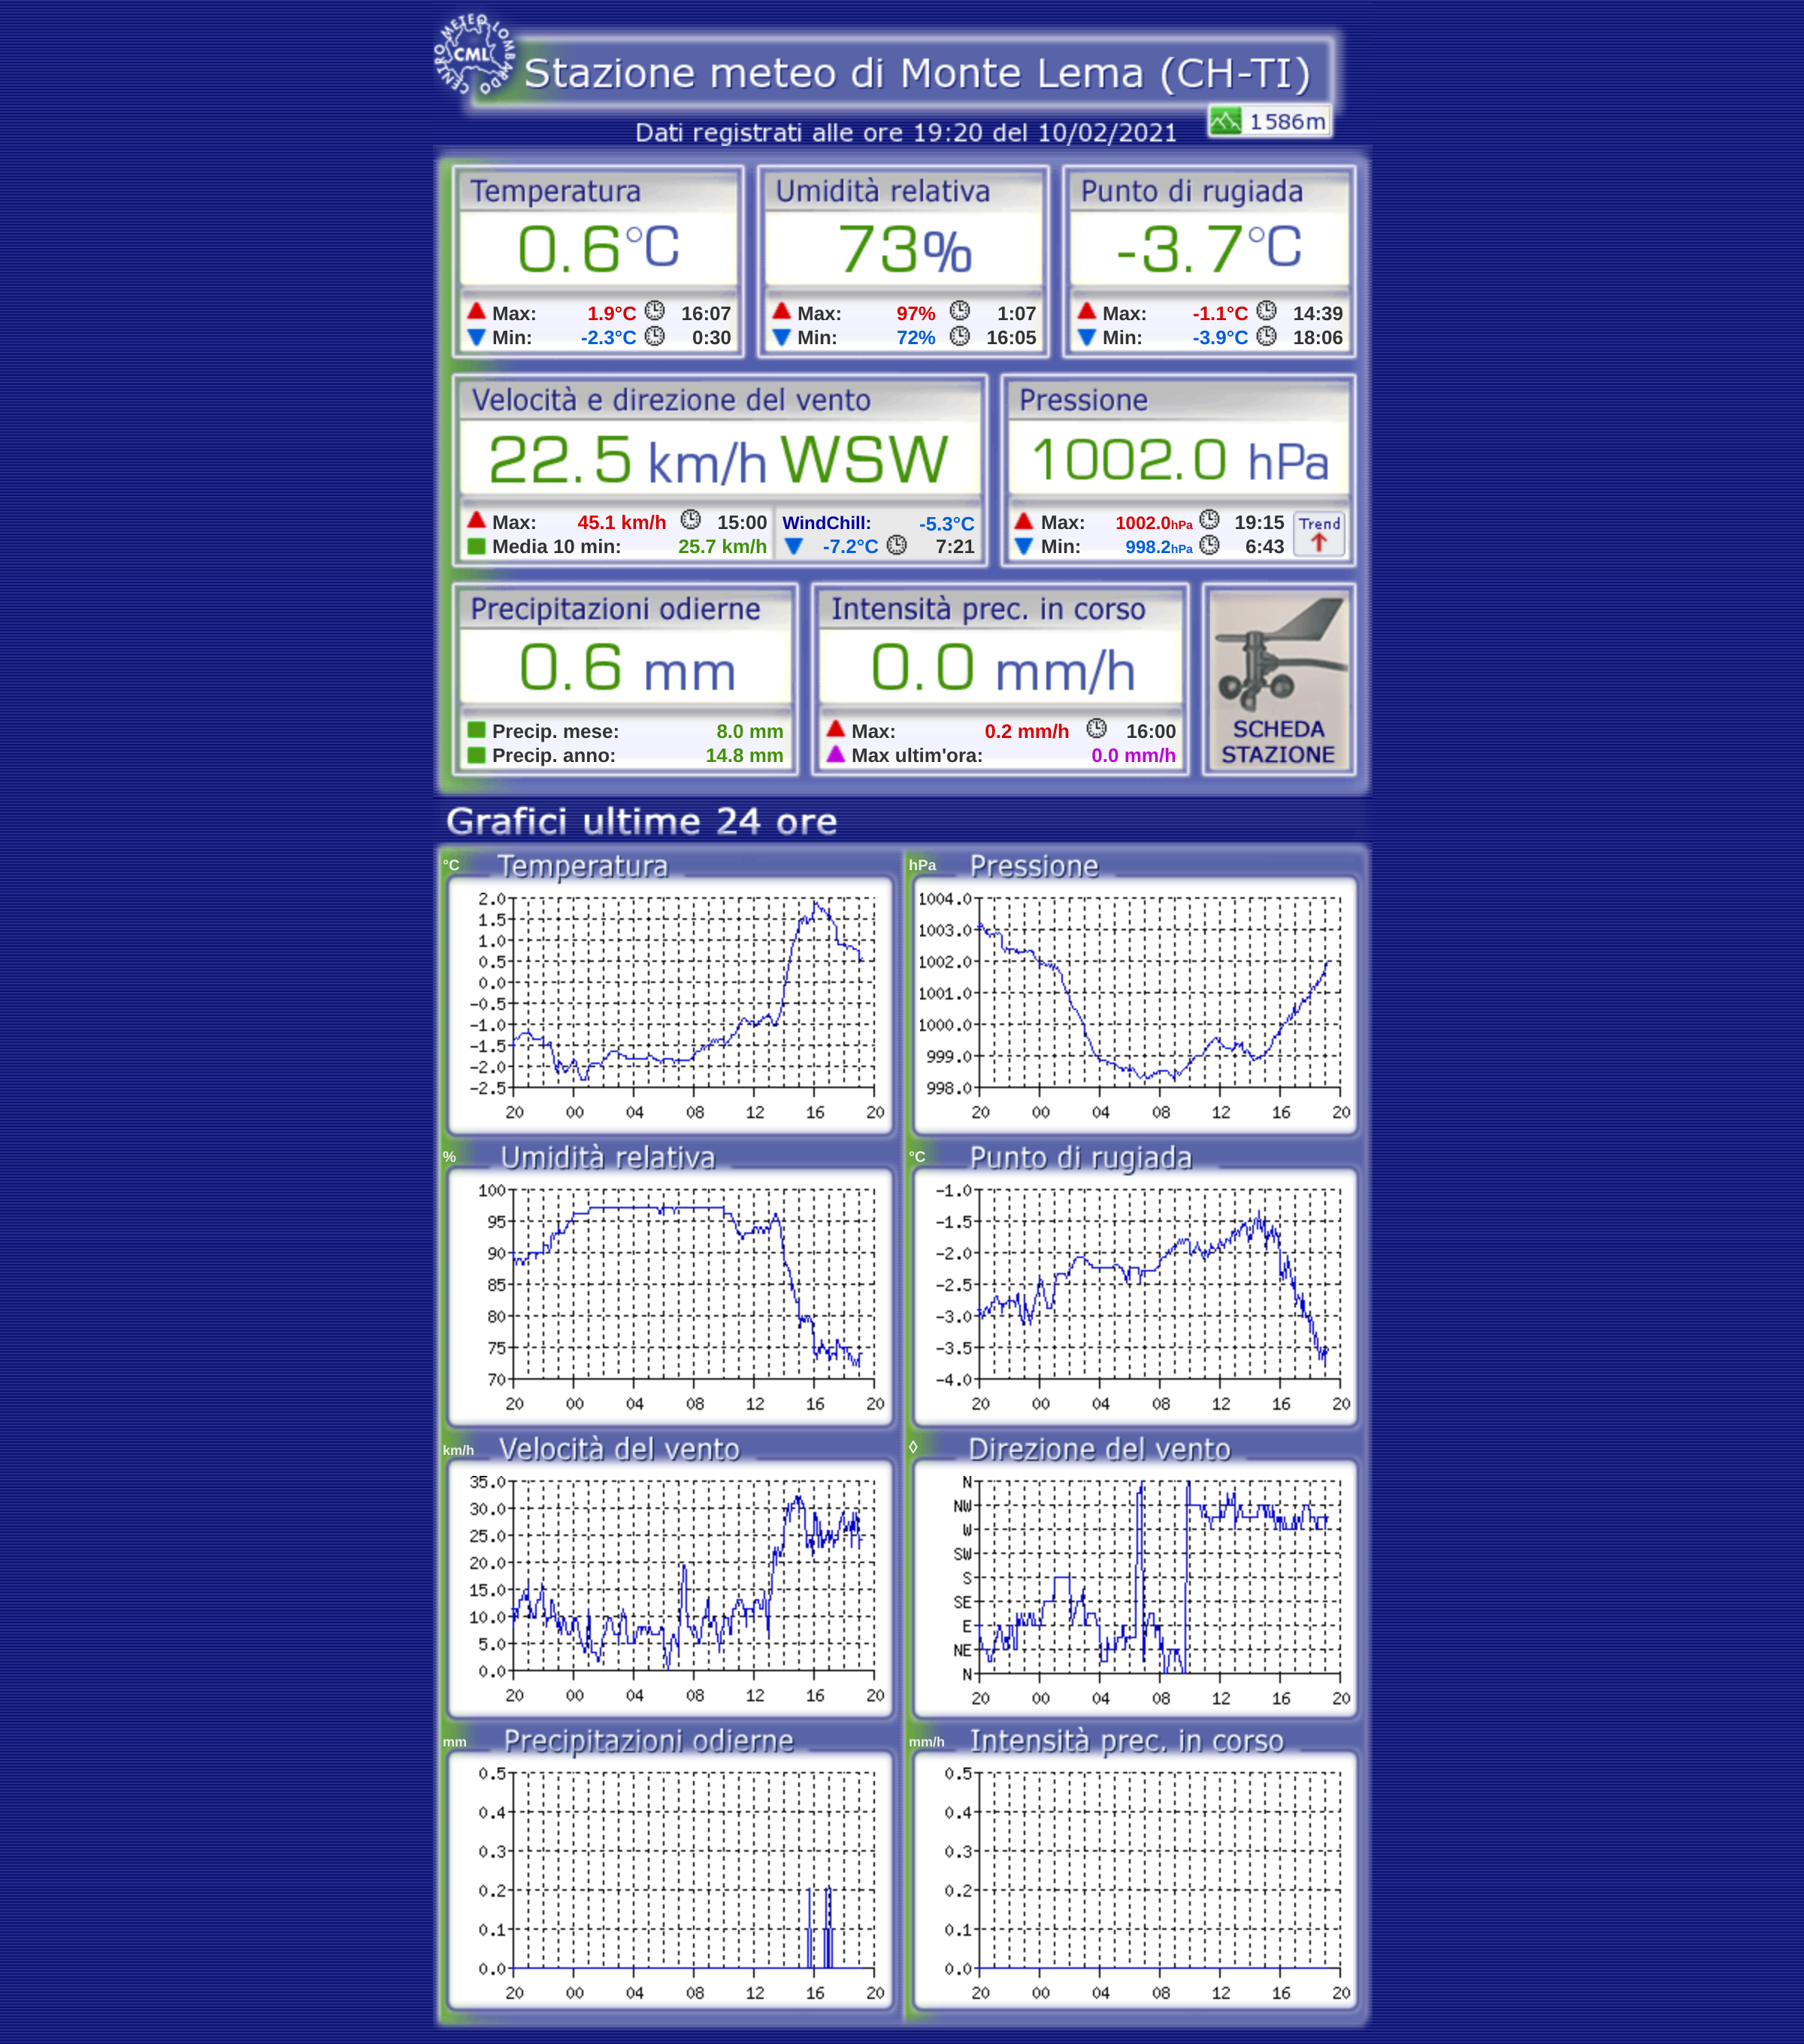 CENTRO METEO LOMBARDO
CML
Stazione meteo di Monte Lema (CH-TI)
1586m
Dati registrati alle ore 19:20 del 10/02/2021
Temperatura
0.6°C
Max: 1.9°C 16:07
Min: -2.3°C 0:30
Umidità relativa
73%
Max: 97% 1:07
Min: 72% 16:05
Punto di rugiada
-3.7°C
Max: -1.1°C 14:39
Min: -3.9°C 18:06
Velocità e direzione del vento
22.5 km/h WSW
Max: 45.1 km/h 15:00
Media 10 min: 25.7 km/h
WindChill: -5.3°C
-7.2°C 7:21
Pressione
1002.0 hPa
Max: 1002.0hPa 19:15
Min: 998.2hPa 6:43
Trend
Precipitazioni odierne
0.6 mm
Precip. mese: 8.0 mm
Precip. anno: 14.8 mm
Intensità prec. in corso
0.0 mm/h
Max: 0.2 mm/h 16:00
Max ultim'ora: 0.0 mm/h
SCHEDA
STAZIONE
Grafici ultime 24 ore
°C Temperatura
2.0
1.5
1.0
0.5
0.0
-0.5
-1.0
-1.5
-2.0
-2.5
20 00 04 08 12 16 20
hPa Pressione
1004.0
1003.0
1002.0
1001.0
1000.0
999.0
998.0
20 00 04 08 12 16 20
% Umidità relativa
100
95
90
85
80
75
70
20 00 04 08 12 16 20
°C Punto di rugiada
-1.0
-1.5
-2.0
-2.5
-3.0
-3.5
-4.0
20 00 04 08 12 16 20
km/h Velocità del vento
35.0
30.0
25.0
20.0
15.0
10.0
5.0
0.0
20 00 04 08 12 16 20
◊ Direzione del vento
N
NW
W
SW
S
SE
E
NE
N
20 00 04 08 12 16 20
mm Precipitazioni odierne
0.5
0.4
0.3
0.2
0.1
0.0
20 00 04 08 12 16 20
mm/h Intensità prec. in corso
0.5
0.4
0.3
0.2
0.1
0.0
20 00 04 08 12 16 20